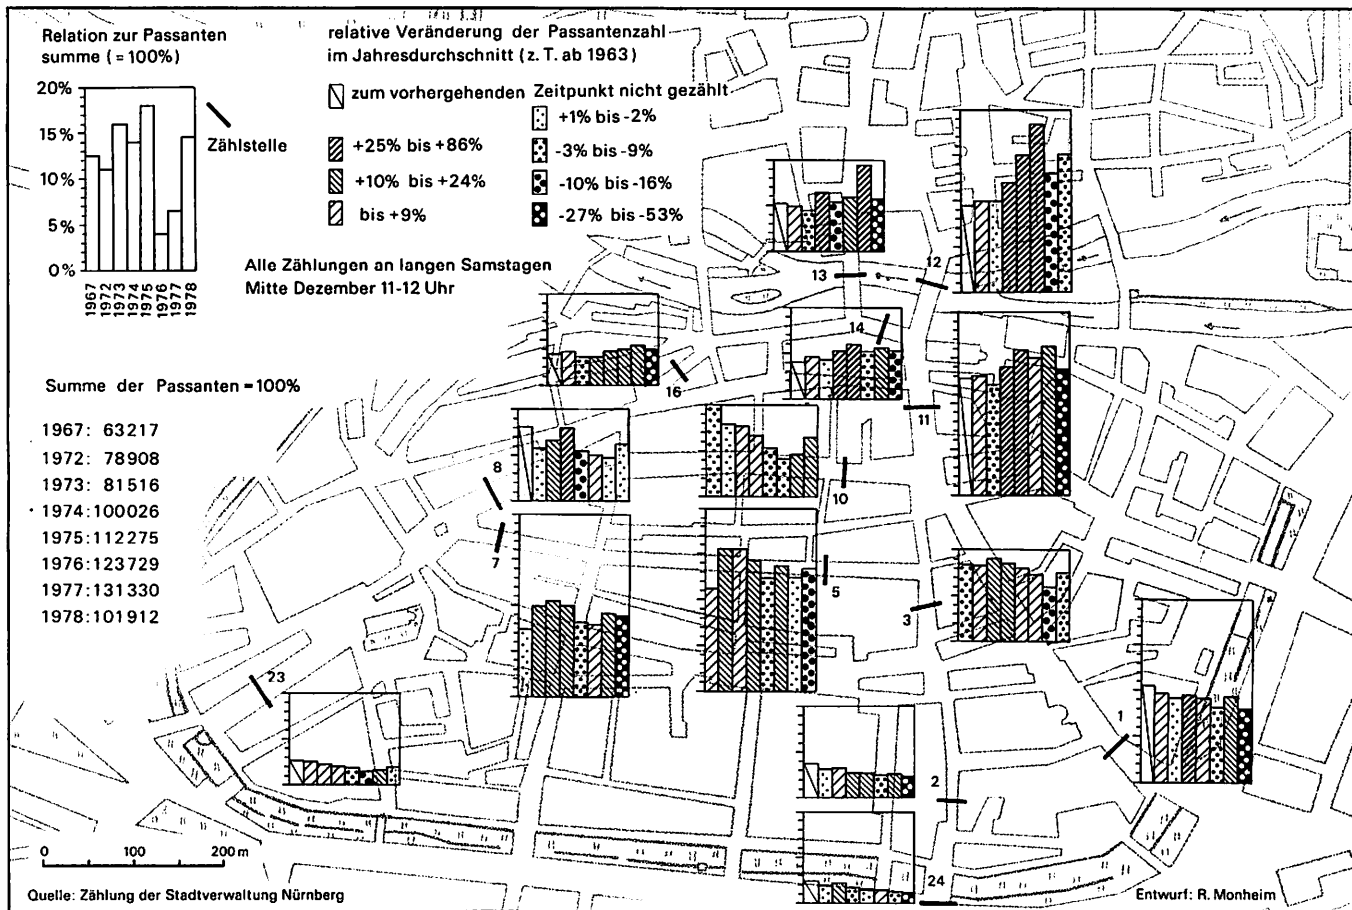 Relation zur Passanten
summe (=100%)
20%
15%
10%
5%
0%
1967
1972
1973
1974
1975
1976
1977
1978
Zählstelle
relative Veränderung der Passantenzahl
im Jahresdurchschnitt (z. T. ab 1963)
zum vorhergehenden Zeitpunkt nicht gezählt
+25% bis +86%
+10% bis +24%
bis +9%
+1% bis -2%
-3% bis -9%
-10% bis -16%
-27% bis -53%
Alle Zählungen an langen Samstagen
Mitte Dezember 11-12 Uhr
Summe der Passanten = 100%
1967: 63217
1972: 78908
1973: 81516
1974: 100026
1975: 112275
1976: 123729
1977: 131330
1978: 101912
13
12
14
16
11
8
10
7
5
3
23
1
2
24
0 100 200 m
Quelle: Zählung der Stadtverwaltung Nürnberg
Entwurf: R. Monheim